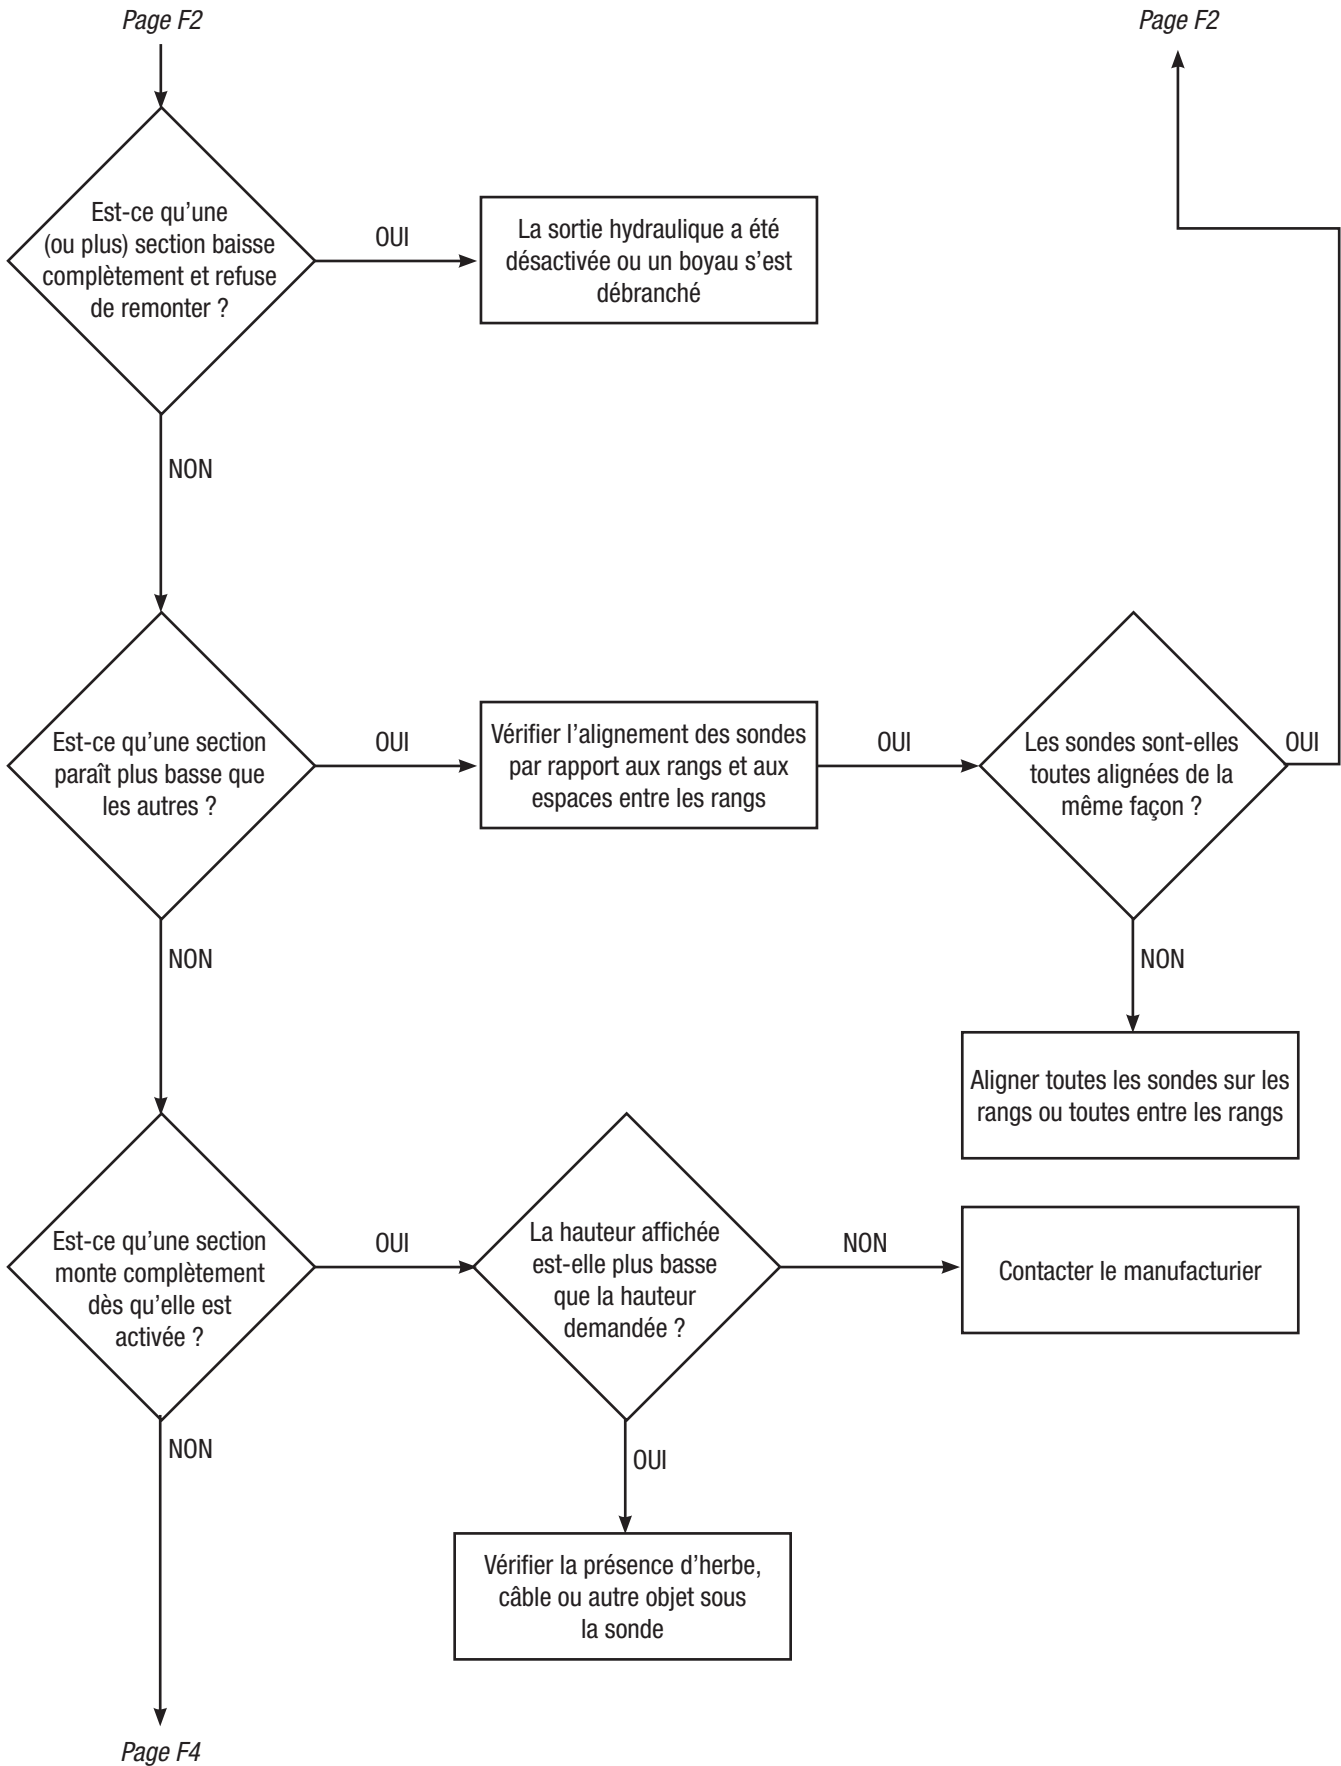 Page F2
Page F2
Est-ce qu'une
(ou plus) section baisse
complètement et refuse
de remonter ?
OUI
La sortie hydraulique a été
désactivée ou un boyau s'est
débranché
NON
Est-ce qu'une section
paraît plus basse que
les autres ?
OUI
Vérifier l'alignement des sondes
par rapport aux rangs et aux
espaces entre les rangs
OUI
Les sondes sont-elles
toutes alignées de la
même façon ?
OUI
NON
NON
Aligner toutes les sondes sur les
rangs ou toutes entre les rangs
Est-ce qu'une section
monte complètement
dès qu'elle est
activée ?
OUI
La hauteur affichée
est-elle plus basse
que la hauteur
demandée ?
NON
Contacter le manufacturier
NON
OUI
Vérifier la présence d'herbe,
câble ou autre objet sous
la sonde
Page F4